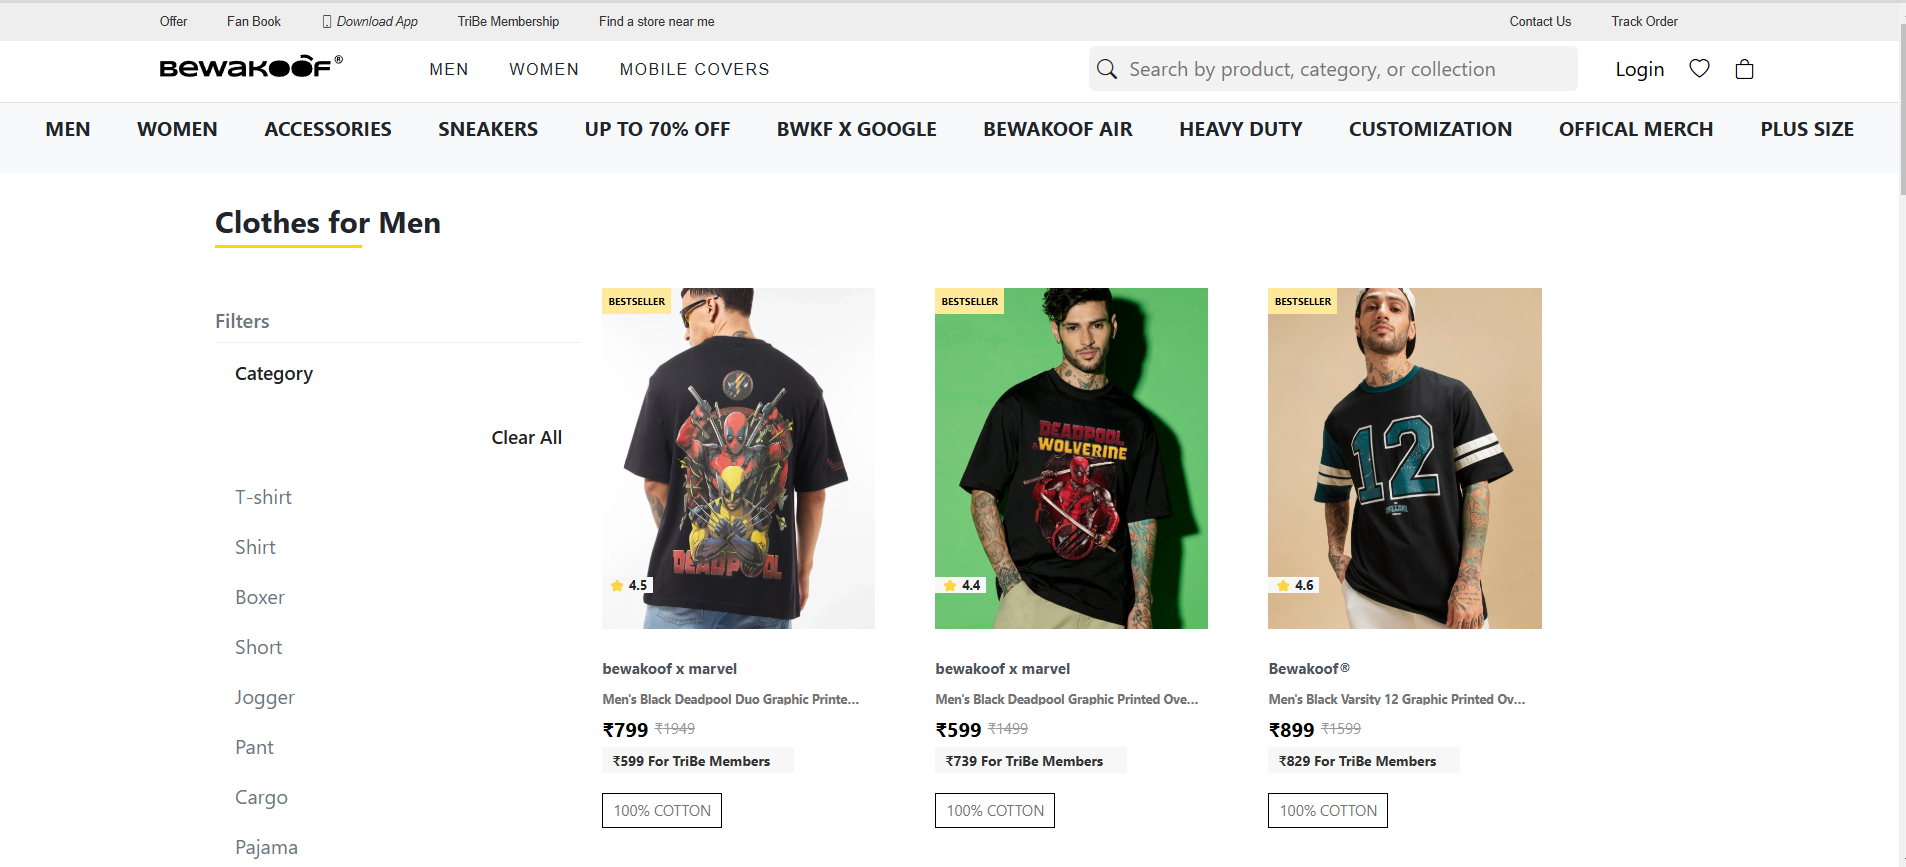 Offer Fan Book Download App TriBe Membership Find a store near me Contact Us Track Order
BEWAKOOF® MEN WOMEN MOBILE COVERS Search by product, category, or collection Login
MEN WOMEN ACCESSORIES SNEAKERS UP TO 70% OFF BWKF X GOOGLE BEWAKOOF AIR HEAVY DUTY CUSTOMIZATION OFFICAL MERCH PLUS SIZE
Clothes for Men
Filters
Category
Clear All
T-shirt
Shirt
Boxer
Short
Jogger
Pant
Cargo
Pajama
BESTSELLER
DEADPOOL
4.5
bewakoof x marvel
Men's Black Deadpool Duo Graphic Printe...
₹799 ₹1949
₹599 For TriBe Members
100% COTTON
BESTSELLER
DEADPOOL
WOLVERINE
4.4
bewakoof x marvel
Men's Black Deadpool Graphic Printed Ove...
₹599 ₹1499
₹739 For TriBe Members
100% COTTON
BESTSELLER
12
4.6
Bewakoof®
Men's Black Varsity 12 Graphic Printed Ov...
₹899 ₹1599
₹829 For TriBe Members
100% COTTON